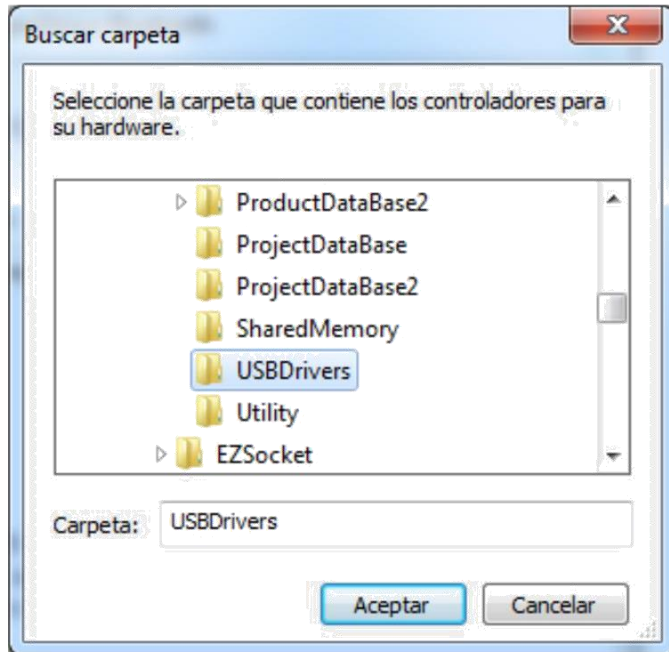 Buscar carpeta
Seleccione la carpeta que contiene los controladores para
su hardware.
ProductDataBase2
ProjectDataBase
ProjectDataBase2
SharedMemory
USBDrivers
Utility
EZSocket
Carpeta: USBDrivers
Aceptar Cancelar